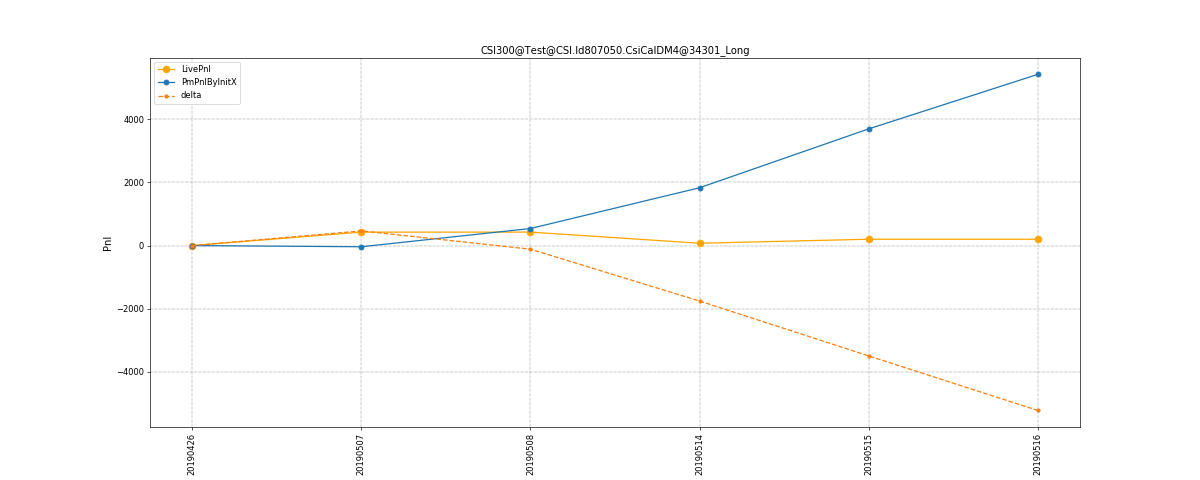 CSI300@Test@CSI.Id807050.CsiCalDM4@34301_Long
LivePnl
PmPnlByInitX
delta
4000
2000
0
−2000
−4000
Pnl
20190426
20190507
20190508
20190514
20190515
20190516